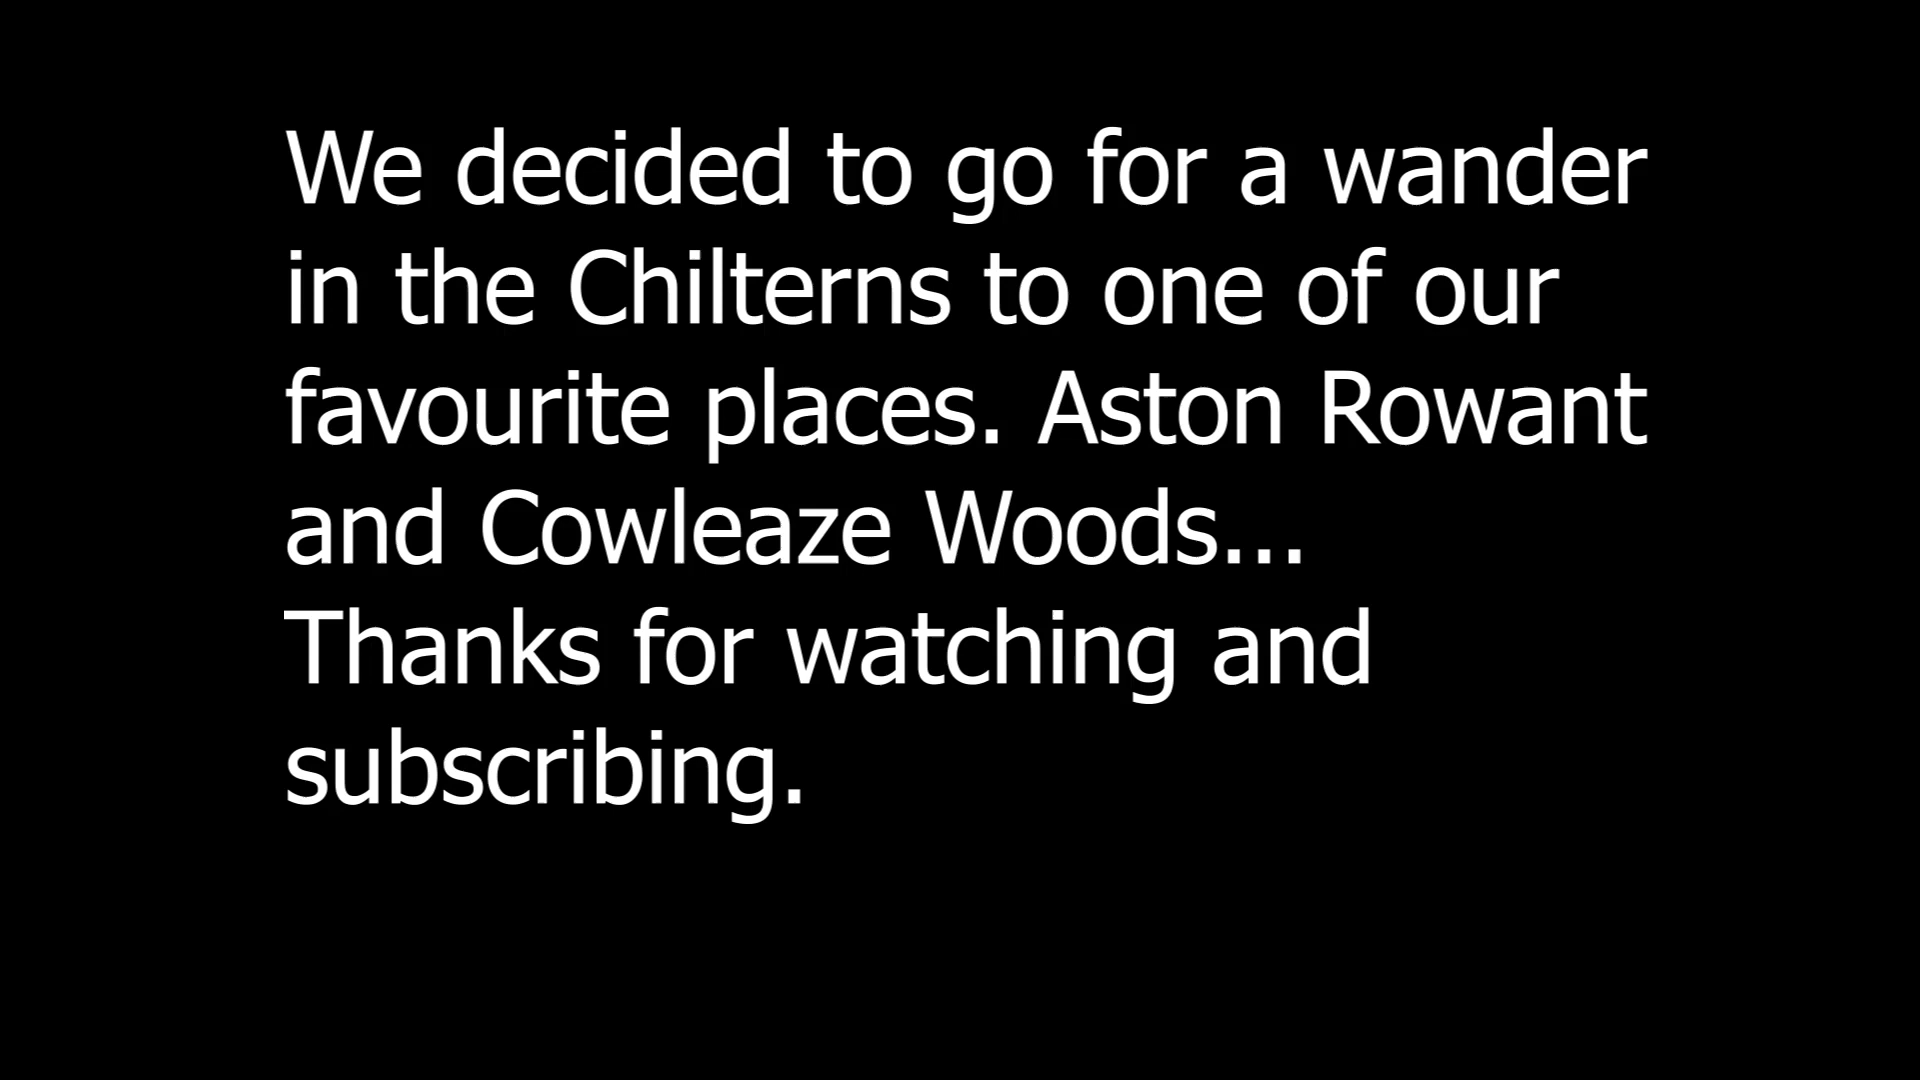 We decided to go for a wander
in the Chilterns to one of our
favourite places. Aston Rowant
and Cowleaze Woods...
Thanks for watching and
subscribing.